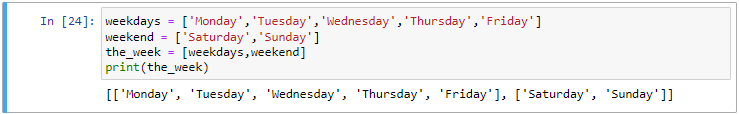 In [24]: weekdays = ['Monday','Tuesday','Wednesday','Thursday','Friday']
weekend = ['Saturday','Sunday']
the_week = [weekdays,weekend]
print(the_week)
[['Monday', 'Tuesday', 'Wednesday', 'Thursday', 'Friday'], ['Saturday', 'Sunday']]